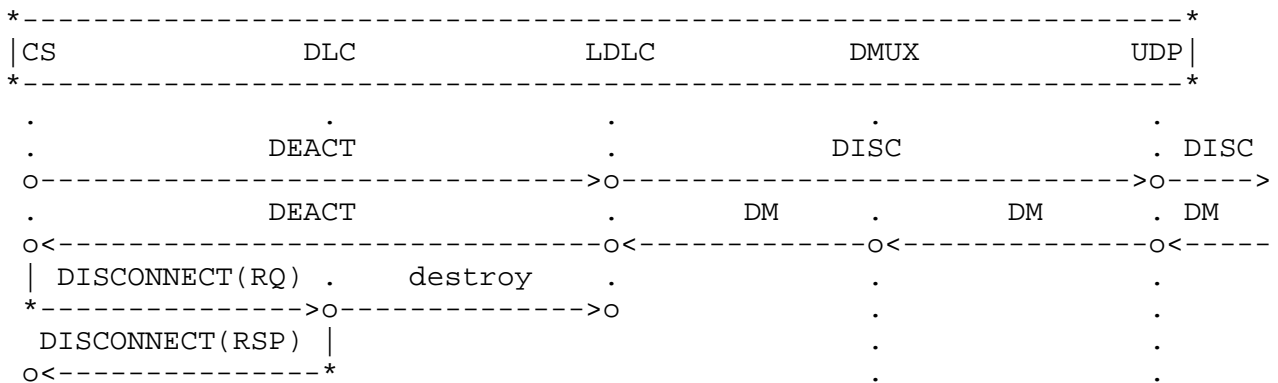 *------------------------------------------------------------------*
|CS                DLC              LDLC           DMUX            UDP|
*------------------------------------------------------------------*
.                 .                .               .               .
.             DEACT                .            DISC               . DISC
o--------------------------------->o------------------------------>o----->
.             DEACT                .       DM      .       DM      . DM
o<---------------------------------o<--------------o<--------------o<-----
| DISCONNECT(RQ) .    destroy      .               .               .
*--------------->o---------------->o               .               .
DISCONNECT(RSP) |                                 .               .
o<----------------*                                .               .